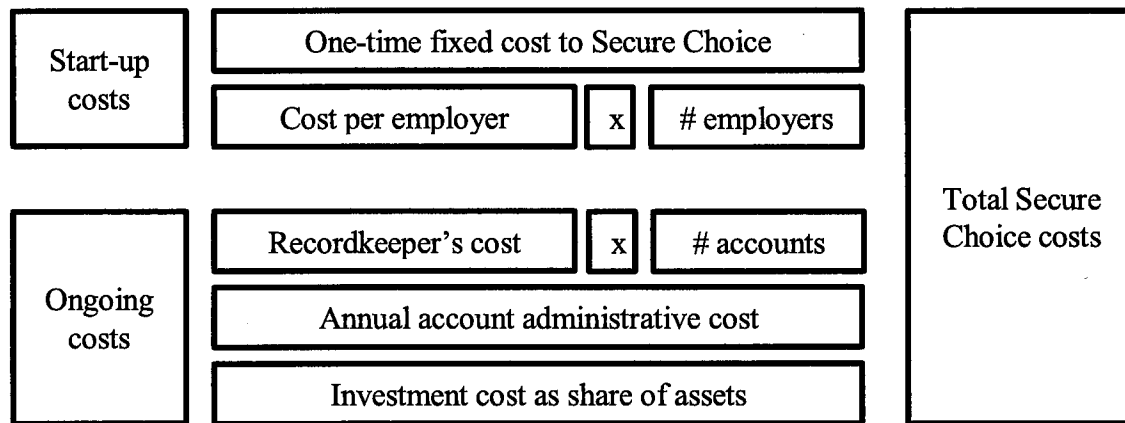 Start-up
costs
One-time fixed cost to Secure Choice
Cost per employer x # employers
Ongoing
costs
Recordkeeper's cost x # accounts
Annual account administrative cost
Investment cost as share of assets
Total Secure
Choice costs